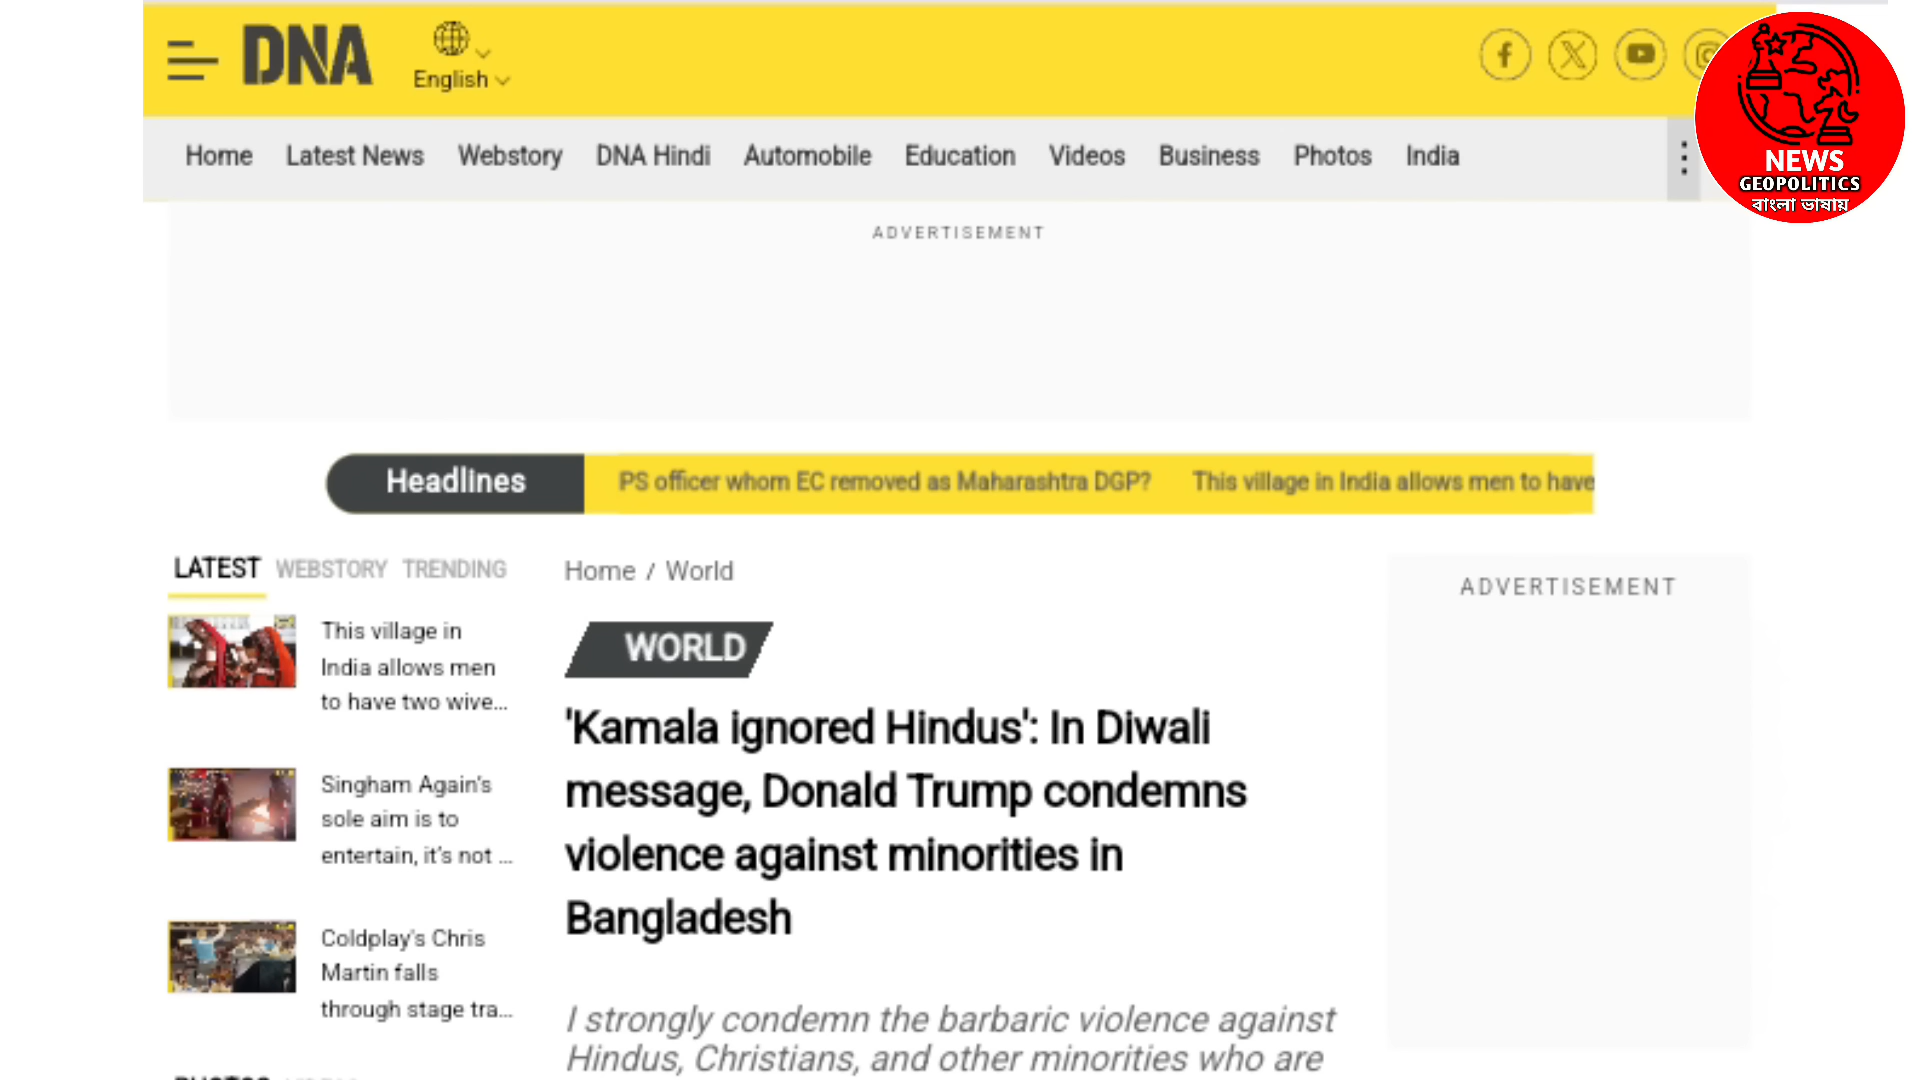 DNA
English
NEWS
GEOPOLITICS
বাংলা ভাষায়
Home Latest News Webstory DNA Hindi Automobile Education Videos Business Photos India
ADVERTISEMENT
Headlines PS officer whom EC removed as Maharashtra DGP? This village in India allows men to have
LATEST WEBSTORY TRENDING
This village in
India allows men
to have two wive...
Singham Again's
sole aim is to
entertain, it's not ...
Coldplay's Chris
Martin falls
through stage tra...
Home / World
WORLD
'Kamala ignored Hindus': In Diwali
message, Donald Trump condemns
violence against minorities in
Bangladesh
I strongly condemn the barbaric violence against
Hindus, Christians, and other minorities who are
ADVERTISEMENT